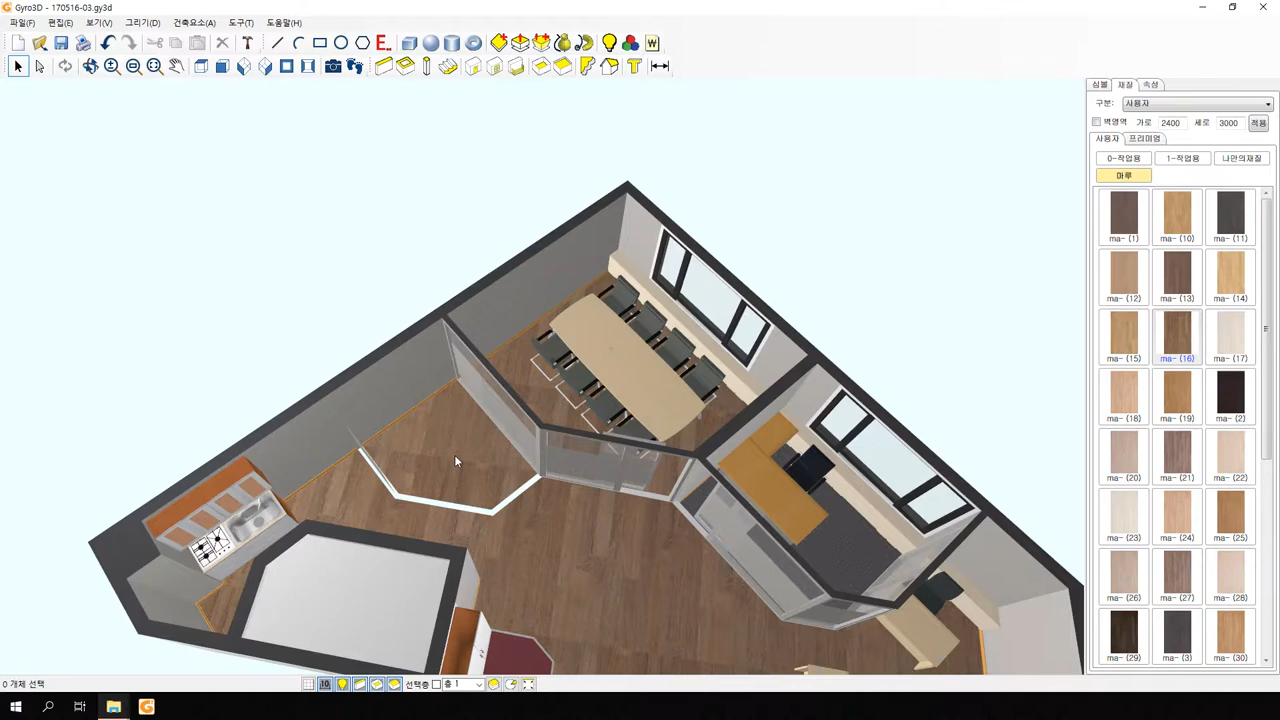 Gyro3D - 170516-03.gy3d
파일(F) 편집(E) 보기(V) 그리기(D) 건축요소(A) 도구(T) 도움말(H)
심볼 재질 속성
구분: 사용자
벽영역 가로 2400 세로 3000 적용
사용자 프리미엄
0-작업용 1-작업용 나만의재질
마루
ma- (1) ma- (10) ma- (11)
ma- (12) ma- (13) ma- (14)
ma- (15) ma- (16) ma- (17)
ma- (18) ma- (19) ma- (2)
ma- (20) ma- (21) ma- (22)
ma- (23) ma- (24) ma- (25)
ma- (26) ma- (27) ma- (28)
ma- (29) ma- (3) ma- (30)
0 개체 선택 10 선택층 층 1